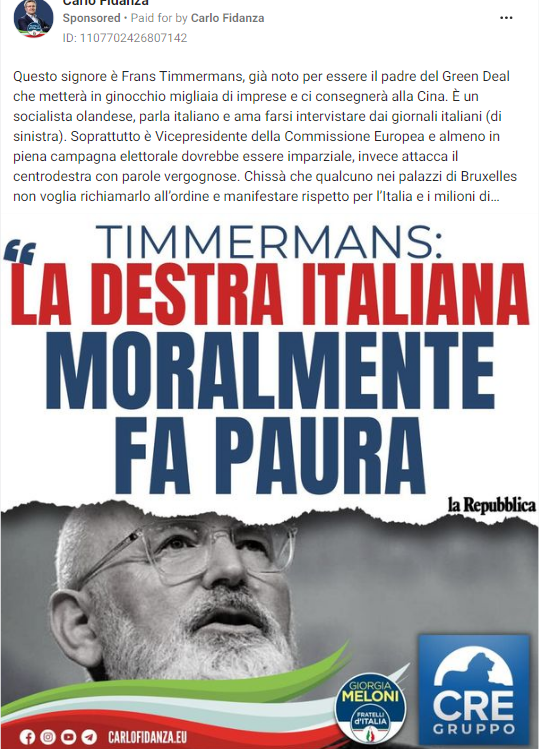 Carlo Fidanza
Sponsored • Paid for by Carlo Fidanza
ID: 1107702426807142
Questo signore è Frans Timmermans, già noto per essere il padre del Green Deal
che metterà in ginocchio migliaia di imprese e ci consegnerà alla Cina. È un
socialista olandese, parla italiano e ama farsi intervistare dai giornali italiani (di
sinistra). Soprattutto è Vicepresidente della Commissione Europea e almeno in
piena campagna elettorale dovrebbe essere imparziale, invece attacca il
centrodestra con parole vergognose. Chissà che qualcuno nei palazzi di Bruxelles
non voglia richiamarlo all'ordine e manifestare rispetto per l'Italia e i milioni di...
TIMMERMANS:
“LA DESTRA ITALIANA
MORALMENTE
FA PAURA
la Repubblica
GIORGIA
MELONI
FRATELLI
d'ITALIA
CRE
GRUPPO
CARLOFIDANZA.EU